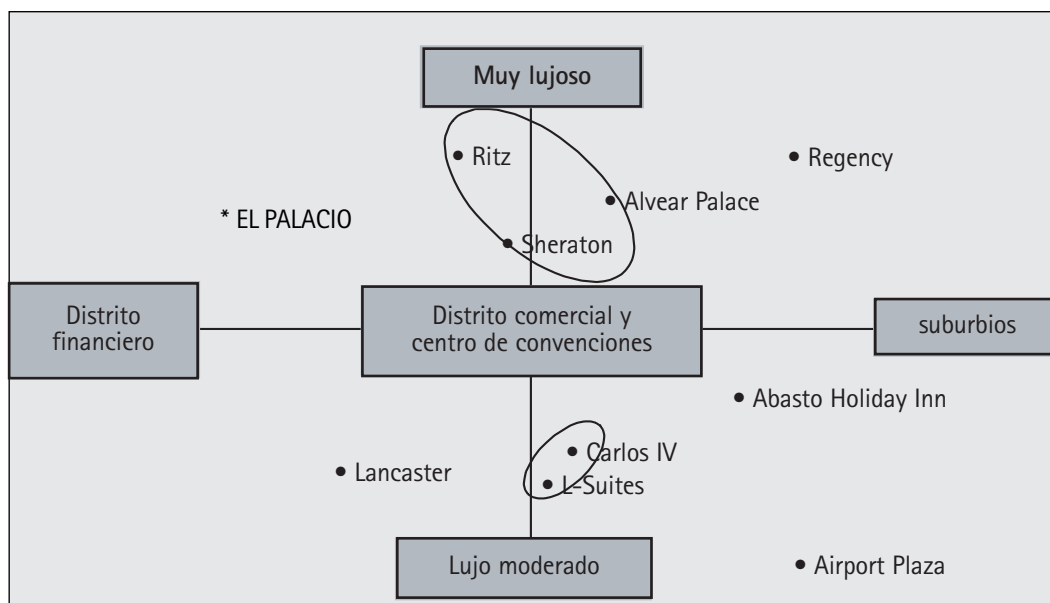 Muy lujoso
Ritz
Regency
Alvear Palace
* EL PALACIO
Sheraton
Distrito
financiero
Distrito comercial y
centro de convenciones
suburbios
Abasto Holiday Inn
Carlos IV
Lancaster
L-Suites
Lujo moderado
Airport Plaza